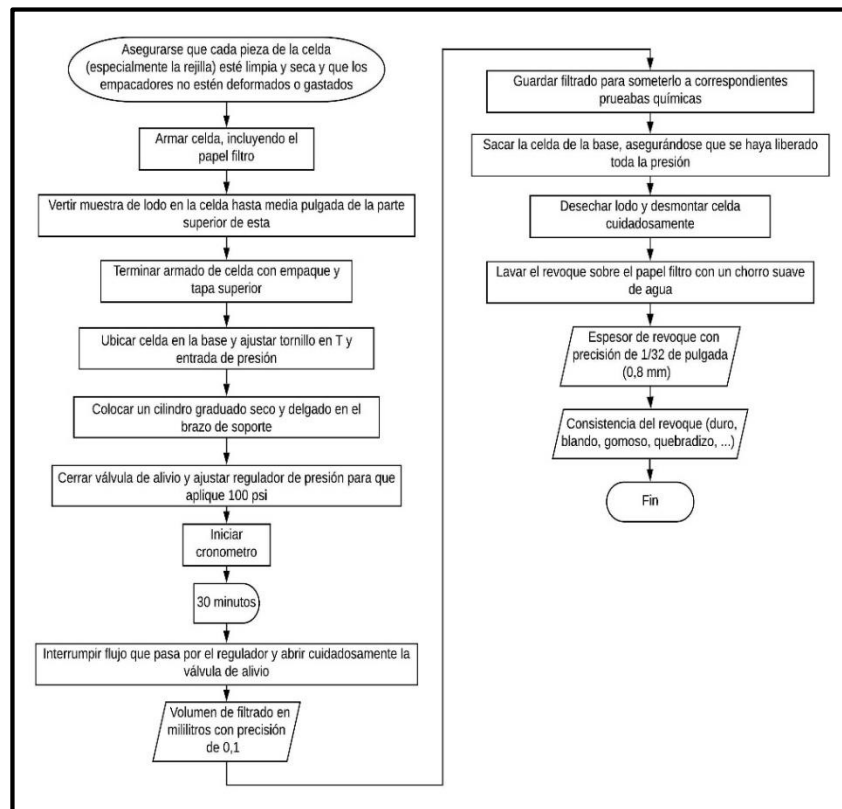 Asegurarse que cada pieza de la celda
(especialmente la rejilla) esté limpia y seca y que los
empacadores no estén deformados o gastados
Armar celda, incluyendo el
papel filtro
Vertir muestra de lodo en la celda hasta media pulgada de la parte
superior de esta
Terminar armado de celda con empaque y
tapa superior
Ubicar celda en la base y ajustar tornillo en T y
entrada de presión
Colocar un cilindro graduado seco y delgado en el
brazo de soporte
Cerrar válvula de alivio y ajustar regulador de presión para que
aplique 100 psi
Iniciar
cronometro
30 minutos
Interrumpir flujo que pasa por el regulador y abrir cuidadosamente la
válvula de alivio
Volumen de filtrado en
mililitros con precisión
de 0,1
Guardar filtrado para someterlo a correspondientes
pruebas químicas
Sacar la celda de la base, asegurándose que se haya liberado
toda la presión
Desechar lodo y desmontar celda
cuidadosamente
Lavar el revoque sobre el papel filtro con un chorro suave
de agua
Espesor de revoque con
precisión de 1/32 de pulgada
(0,8 mm)
Consistencia del revoque (duro,
blando, gomoso, quebradizo, ...)
Fin